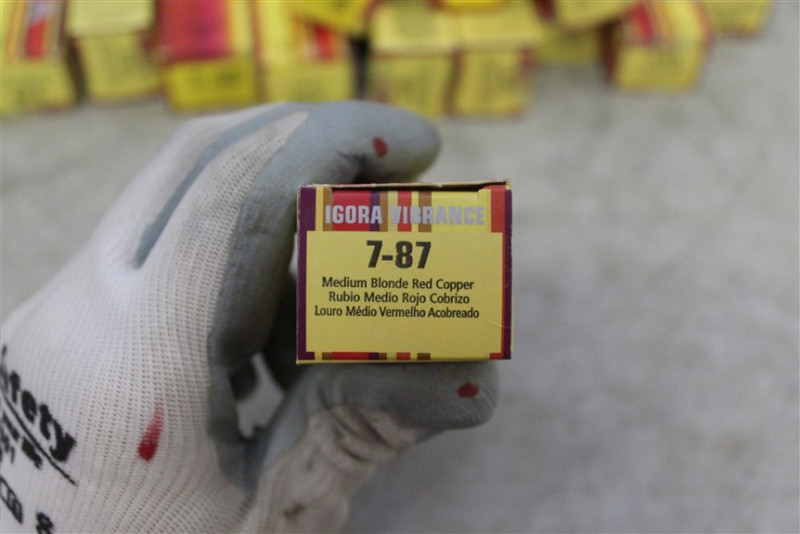 IGORA VIBRANCE
7-87
Medium Blonde Red Copper
Rubio Medio Rojo Cobrizo
Louro Médio Vermelho Acobreado